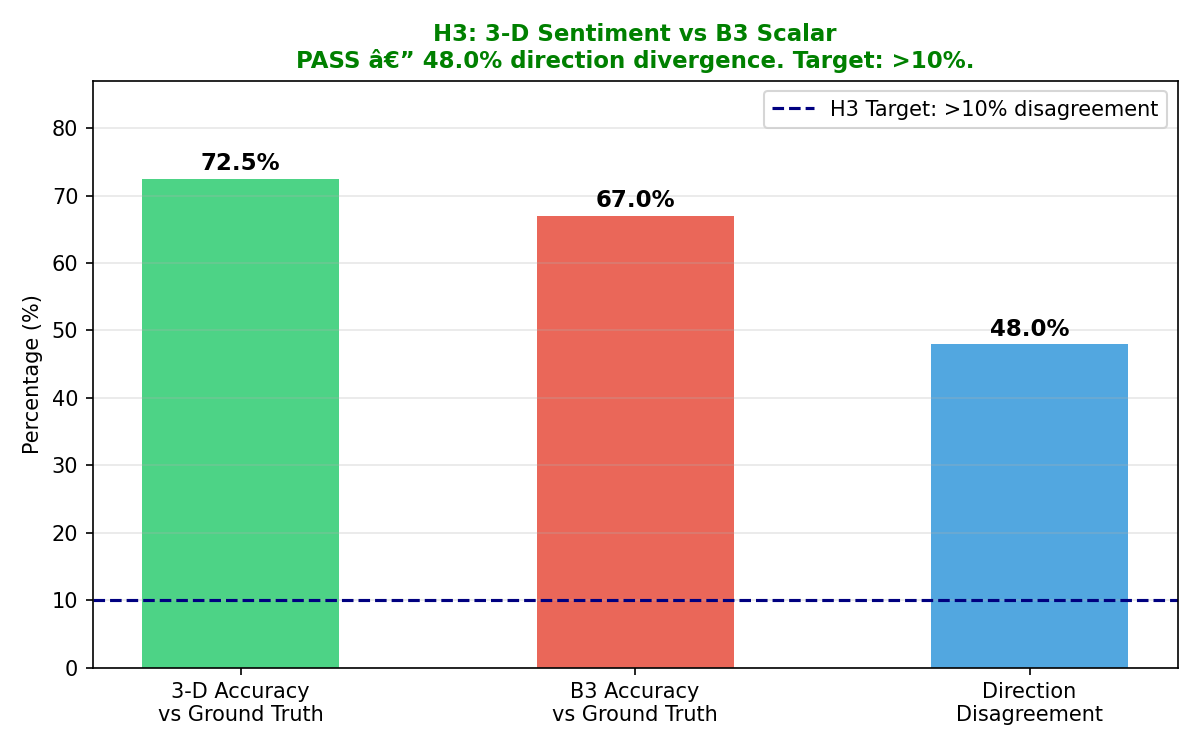 H3: 3-D Sentiment vs B3 Scalar
PASS â€” 48.0% direction divergence. Target: >10%.
H3 Target: >10% disagreement
Percentage (%)
80
70
60
50
40
30
20
10
0
72.5%
67.0%
48.0%
3-D Accuracy
vs Ground Truth
B3 Accuracy
vs Ground Truth
Direction
Disagreement